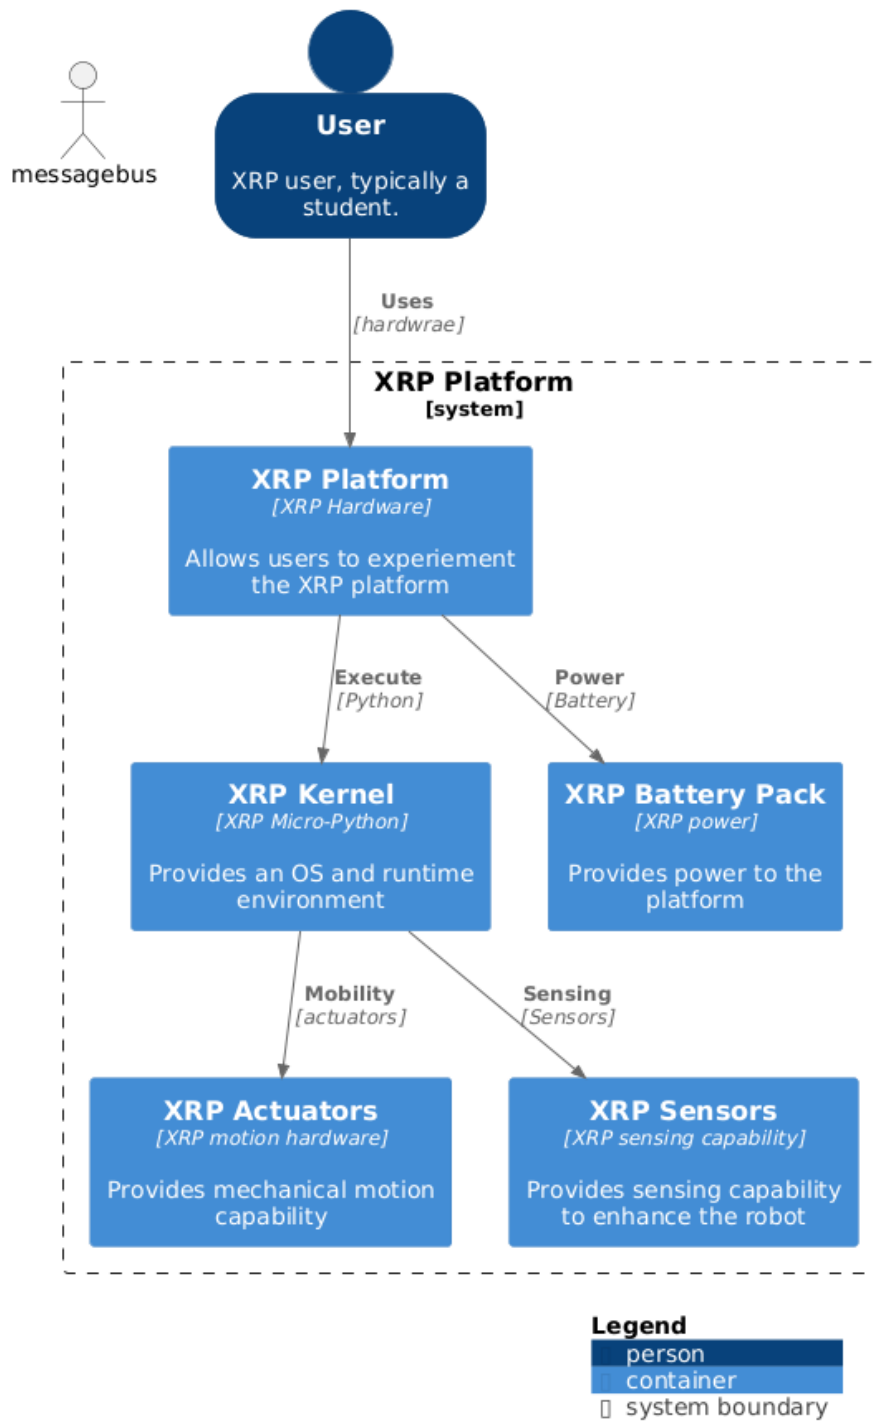 messagebus
User
XRP user, typically a
student.
Uses
[hardwrae]
XRP Platform
[system]
XRP Platform
[XRP Hardware]
Allows users to experiement
the XRP platform
Execute
[Python]
Power
[Battery]
XRP Kernel
[XRP Micro-Python]
Provides an OS and runtime
environment
XRP Battery Pack
[XRP power]
Provides power to the
platform
Mobility
[actuators]
Sensing
[Sensors]
XRP Actuators
[XRP motion hardware]
Provides mechanical motion
capability
XRP Sensors
[XRP sensing capability]
Provides sensing capability
to enhance the robot
Legend
person
container
system boundary